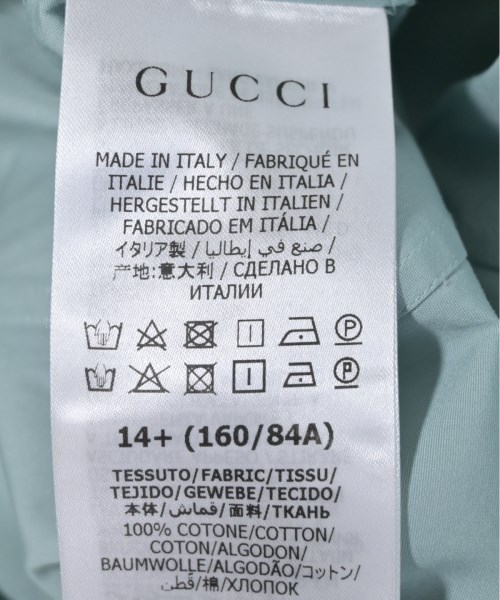 GUCCI
MADE IN ITALY / FABRIQUÉ EN
ITALIE / HECHO EN ITALIA /
HERGESTELLT IN ITALIEN /
FABRICADO EM ITÁLIA /
イタリア製 / صنع في إيطاليا /
产地:意大利 / СДЕЛАНО В
ИТАЛИИ
P
P
14+ (160/84A)
TESSUTO/FABRIC/TISSU/
TEJIDO/GEWEBE/TECIDO/
本体/قماش/面料/ТКАНЬ
100% COTONE/COTTON/
COTON/ALGODON/
BAUMWOLLE/ALGODÃO/コットン/
قطن/棉/ХЛОПОК